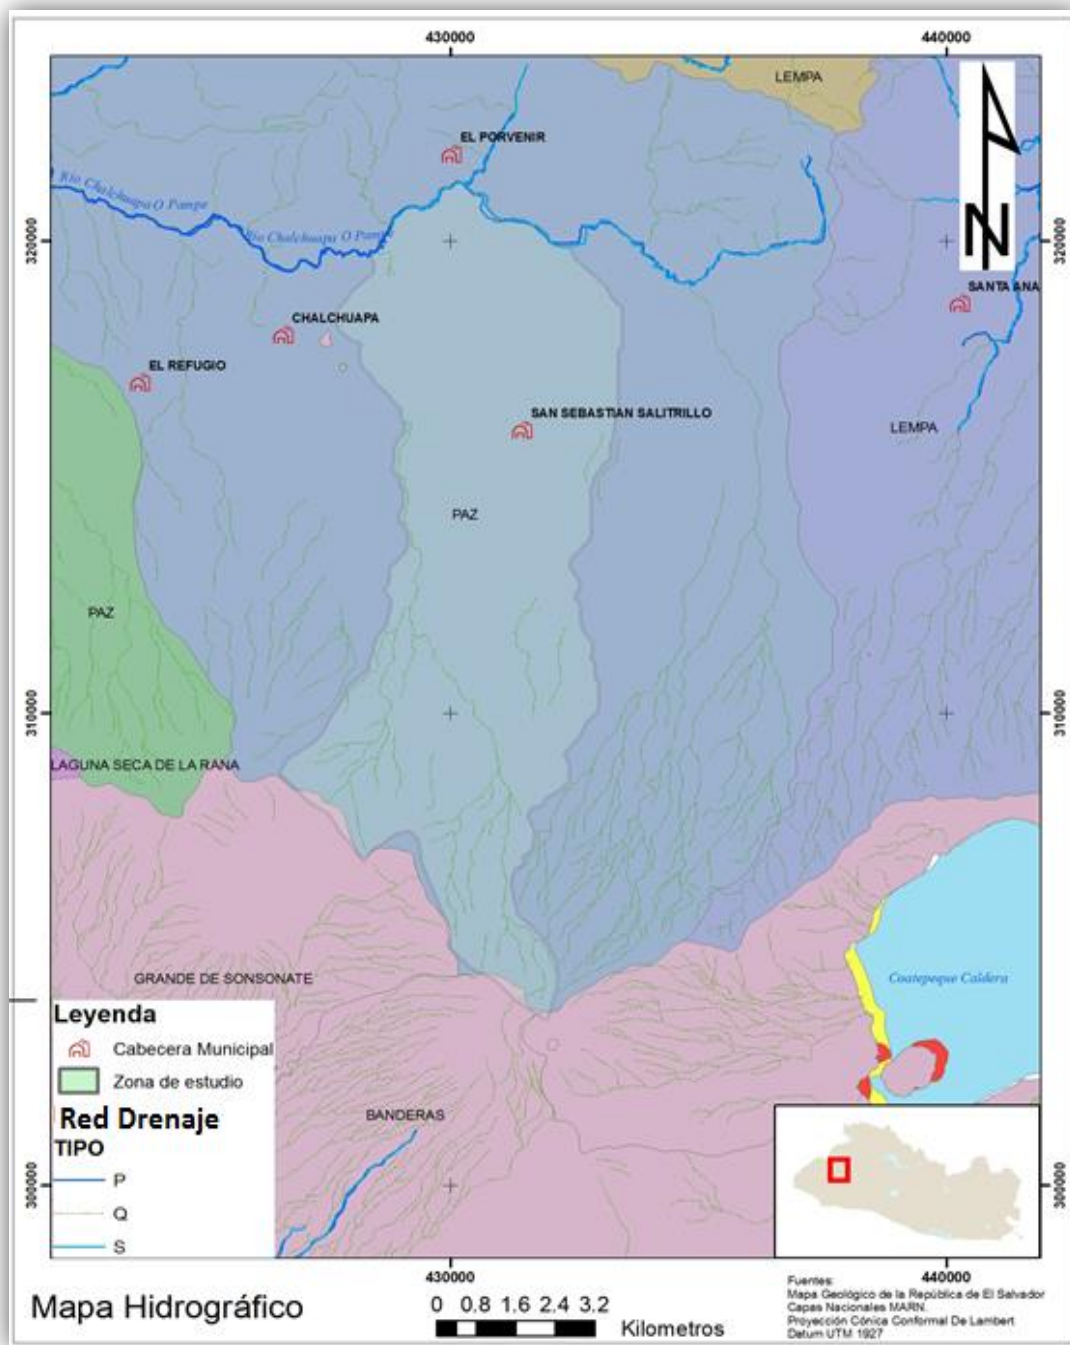 430000
440000
LEMPA
EL PORVENIR
Río Chalchuapa O Pampe
Río Chalchuapa O Pampe
320000
320000
N
SANTA ANA
CHALCHUAPA
EL REFUGIO
SAN SEBASTIAN SALITRILLO
LEMPA
PAZ
PAZ
310000
310000
LAGUNA SECA DE LA RANA
GRANDE DE SONSONATE
Coatepeque Caldera
Leyenda
Cabecera Municipal
Zona de estudio
Red Drenaje
TIPO
P
Q
S
BANDERAS
300000
430000
440000
Mapa Hidrográfico
0 0.8 1.6 2.4 3.2
Kilometros
Fuentes:
Mapa Geológico de la República de El Salvador
Capas Nacionales MARN.
Proyección Cónica Conformal De Lambert
Datum UTM 1927